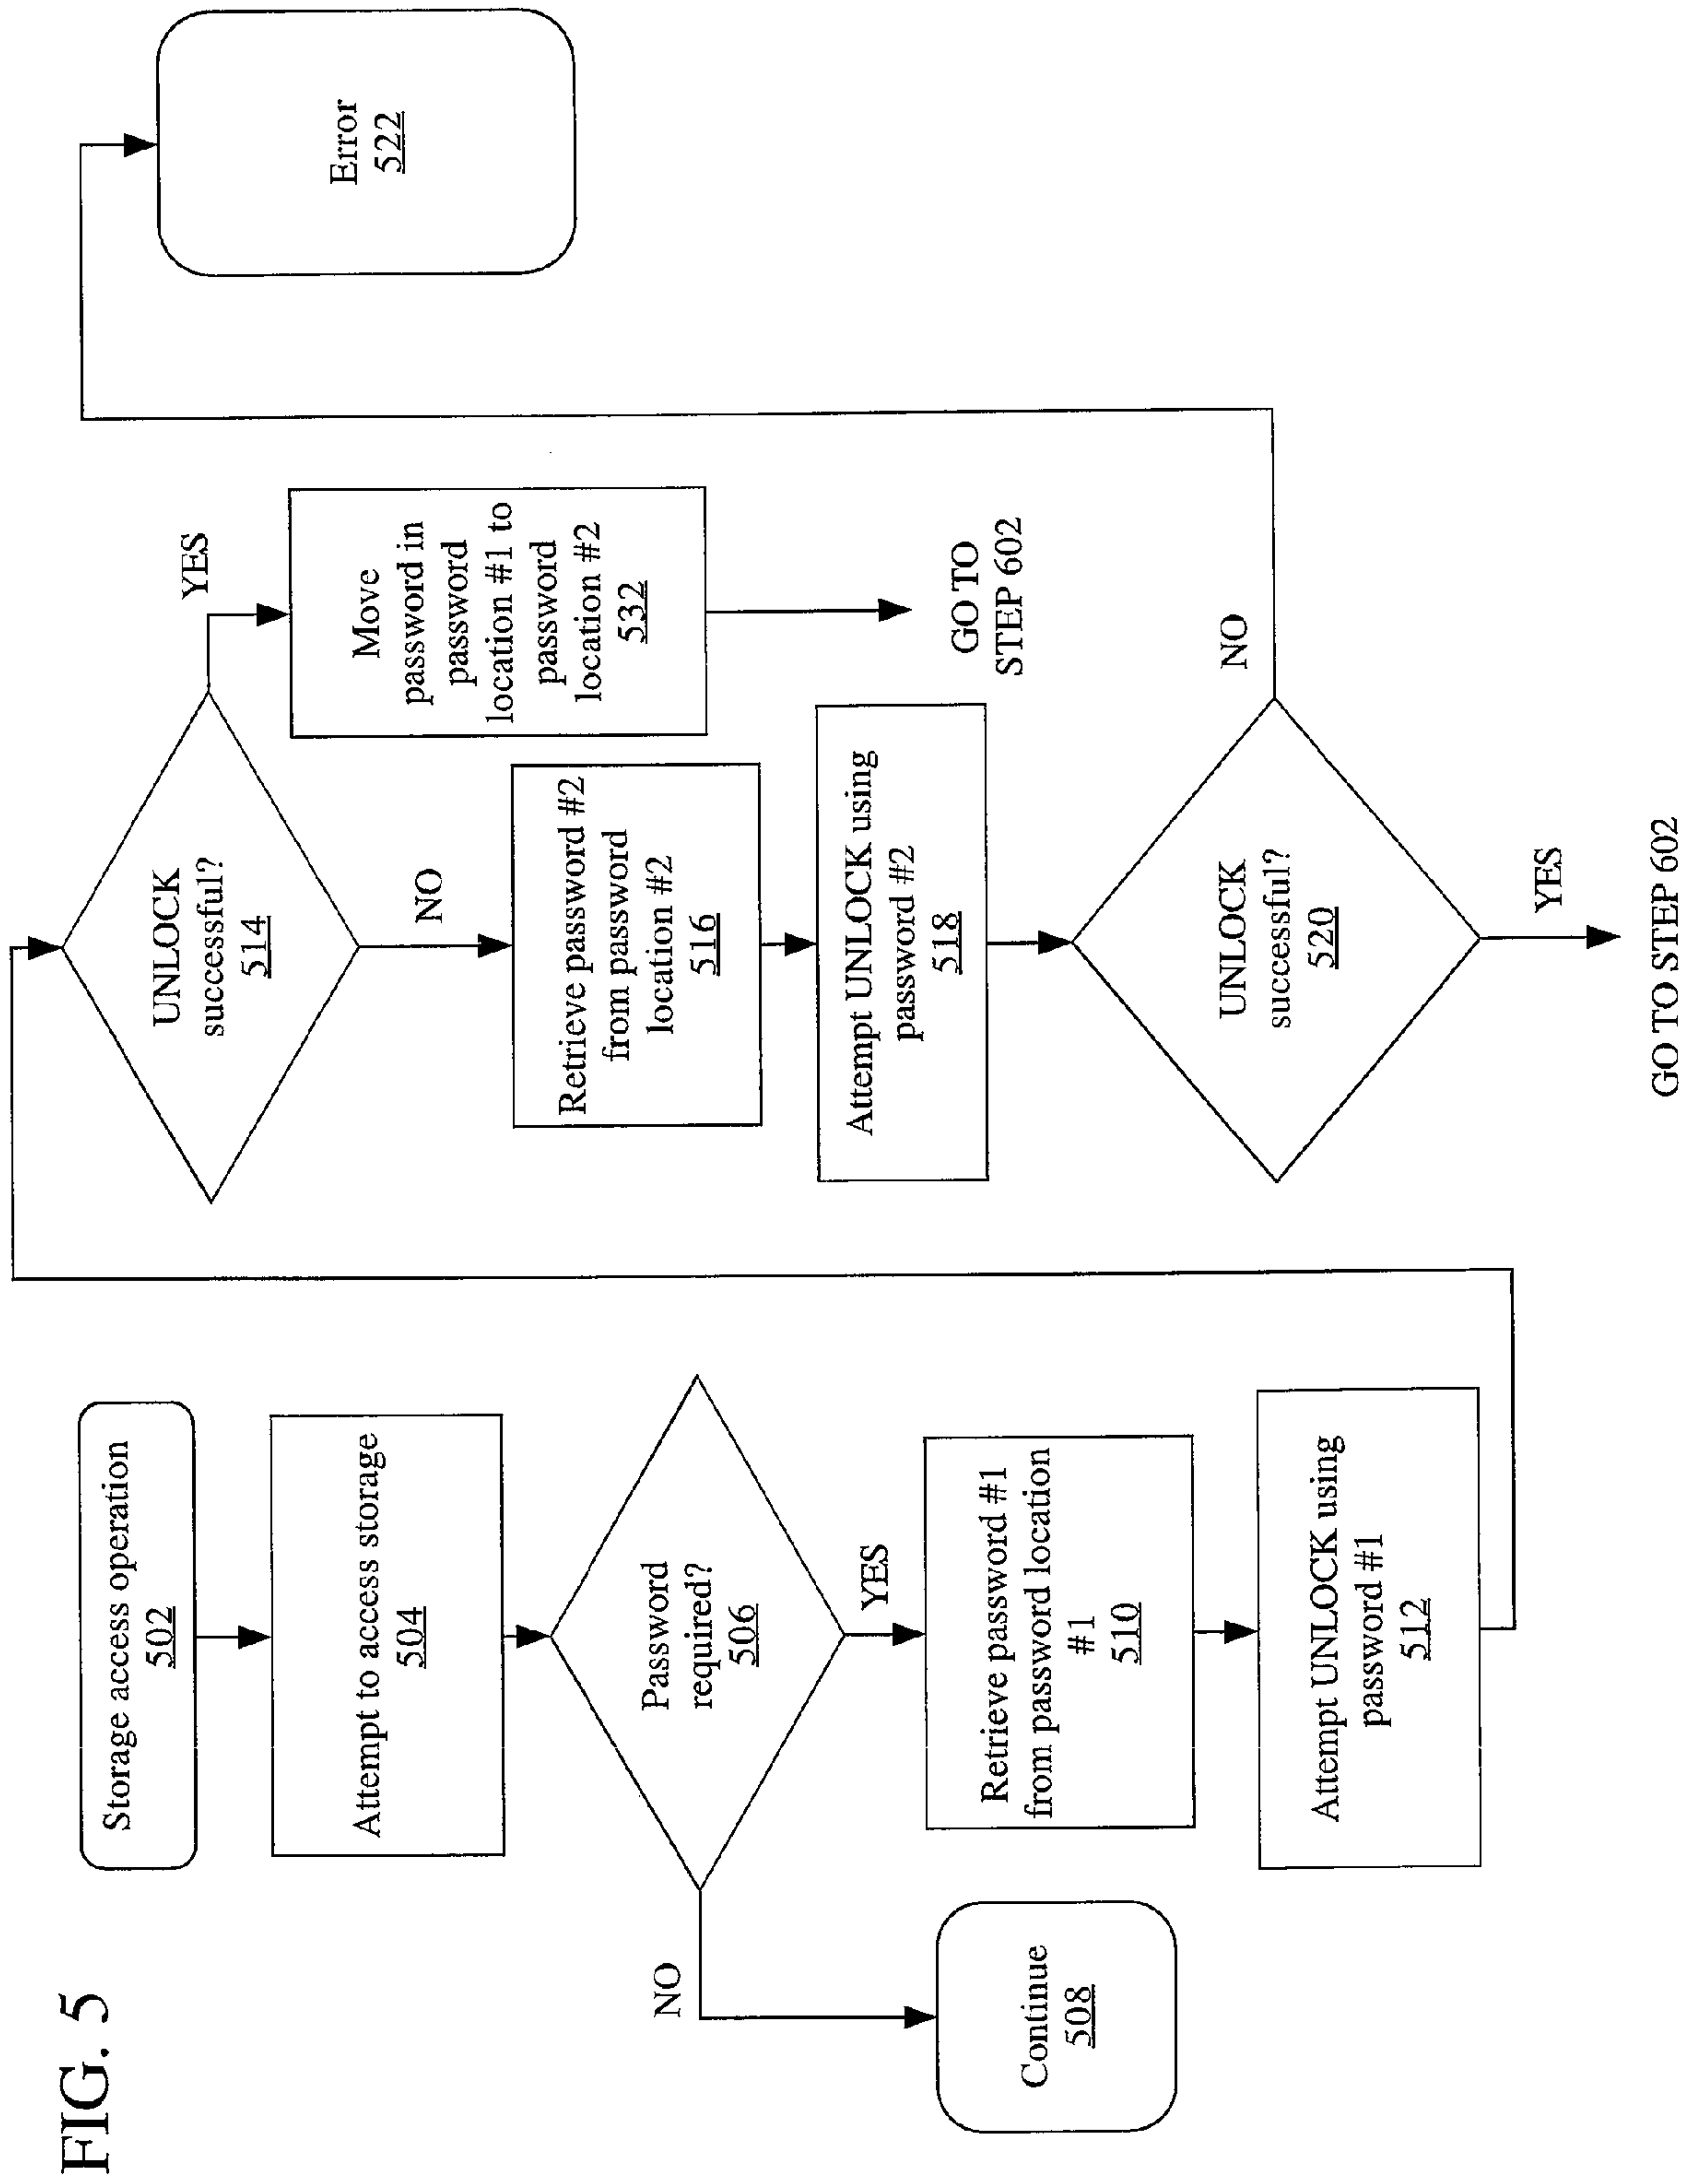 FIG. 5
Storage access operation
502
Attempt to access storage
504
Password
required?
506
NO
YES
Continue
508
Retrieve password #1
from password location
#1
510
Attempt UNLOCK using
password #1
512
UNLOCK
successful?
514
YES
NO
Move
password in
password
location #1 to
password
location #2
532
GO TO
STEP 602
Retrieve password #2
from password
location #2
516
Attempt UNLOCK using
password #2
518
UNLOCK
successful?
520
NO
YES
GO TO STEP 602
Error
522